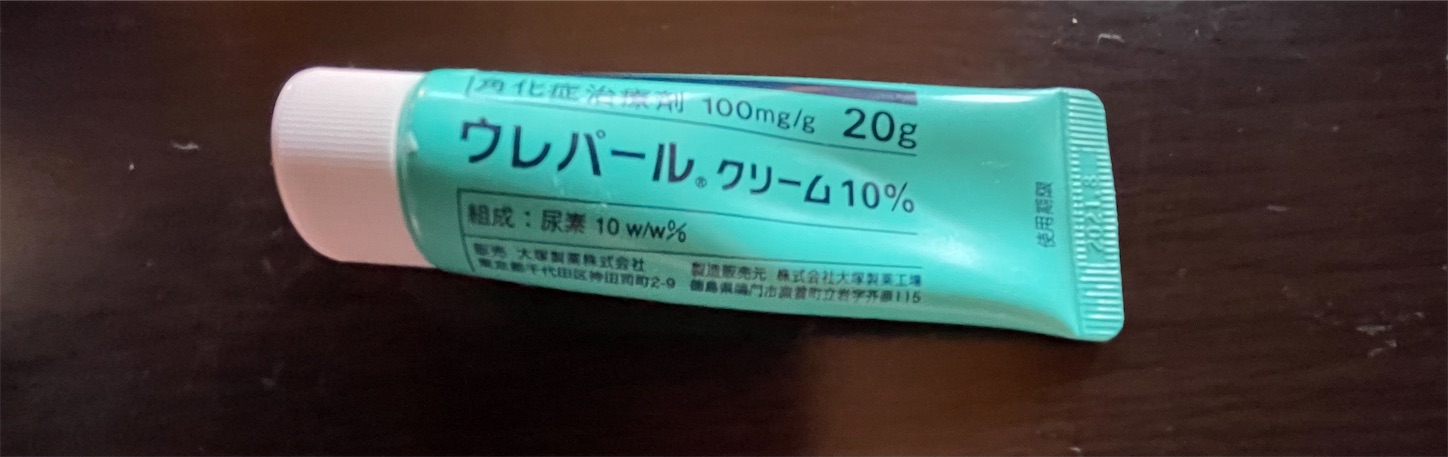 角化症治療剤 100mg/g 20g
ウレパール® クリーム10%
組成：尿素 10 w/w%
販売 大塚製薬株式会社
東京都千代田区神田司町2-9
製造販売元 株式会社大塚製薬工場
徳島県鳴門市撫養町立岩字芥原115
使用期限
2021.8